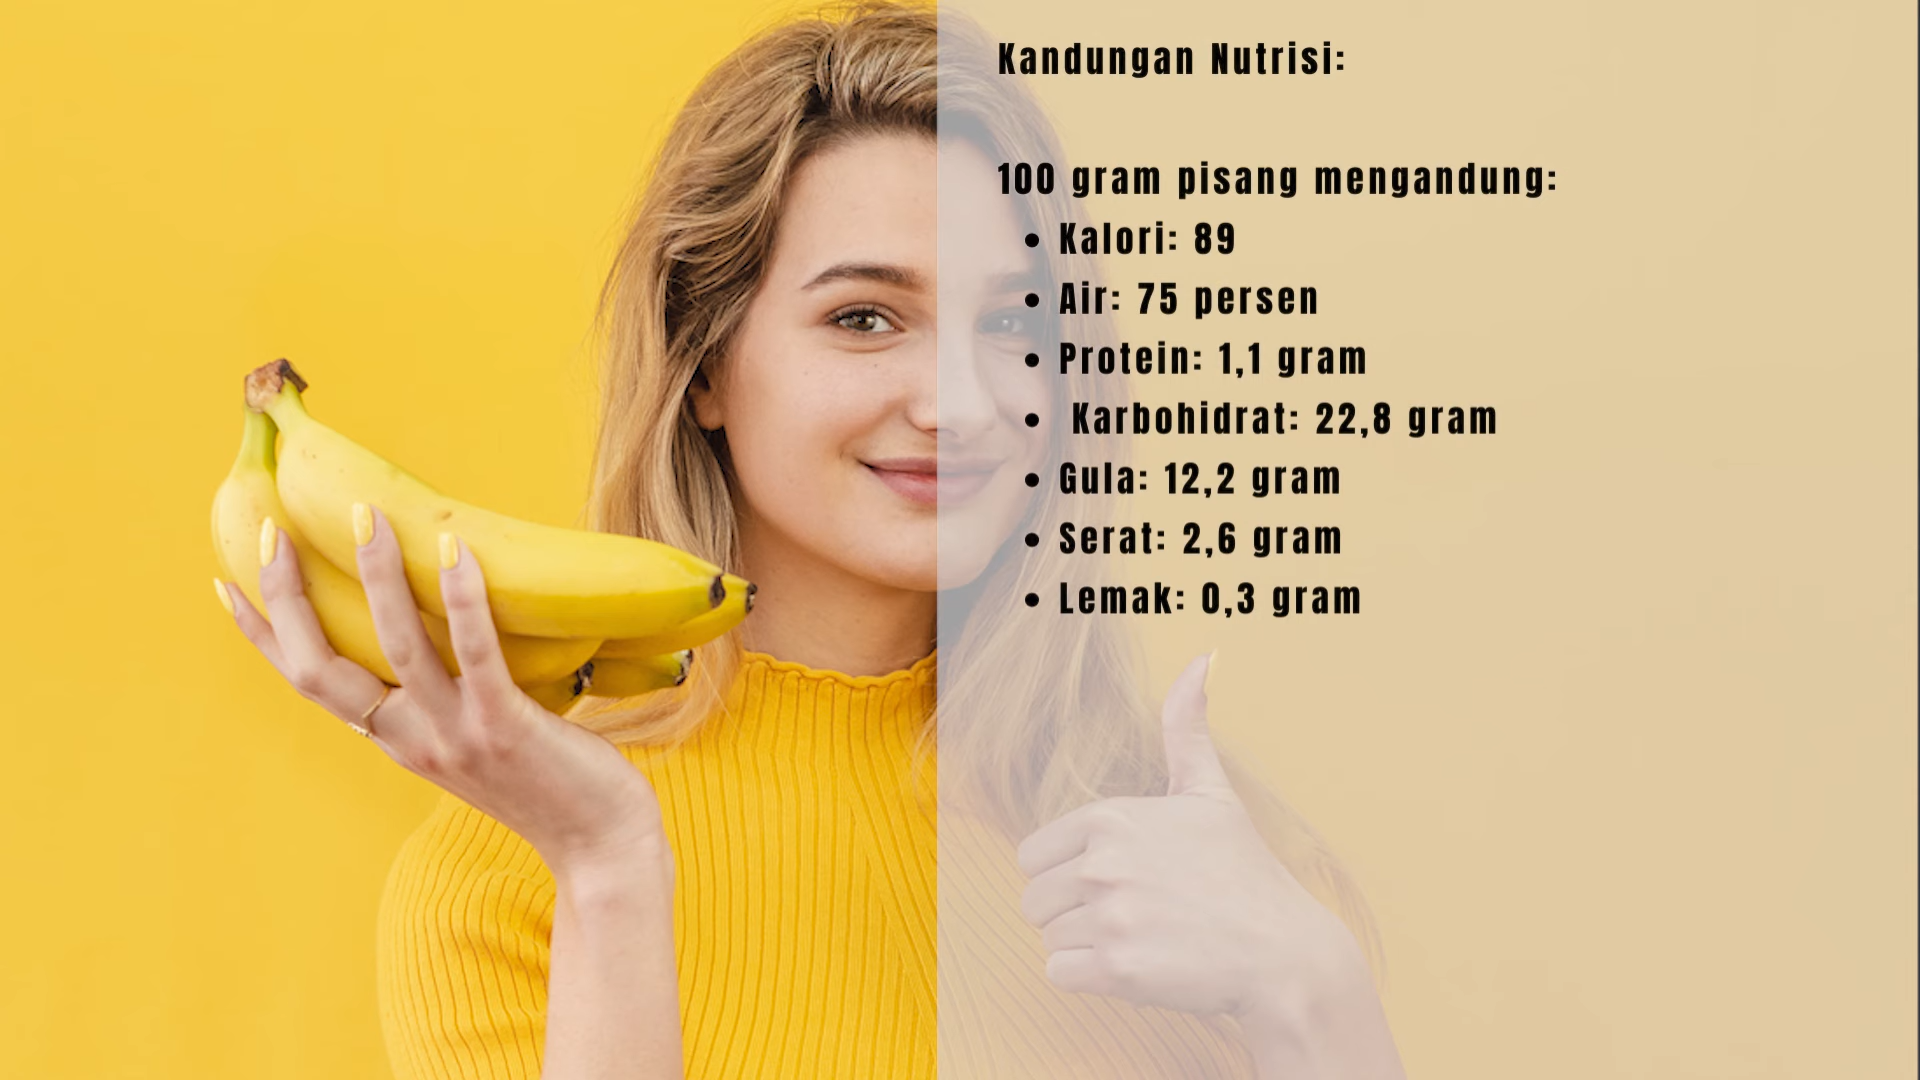 Kandungan Nutrisi:
100 gram pisang mengandung:
• Kalori: 89
• Air: 75 persen
• Protein: 1,1 gram
• Karbohidrat: 22,8 gram
• Gula: 12,2 gram
• Serat: 2,6 gram
• Lemak: 0,3 gram